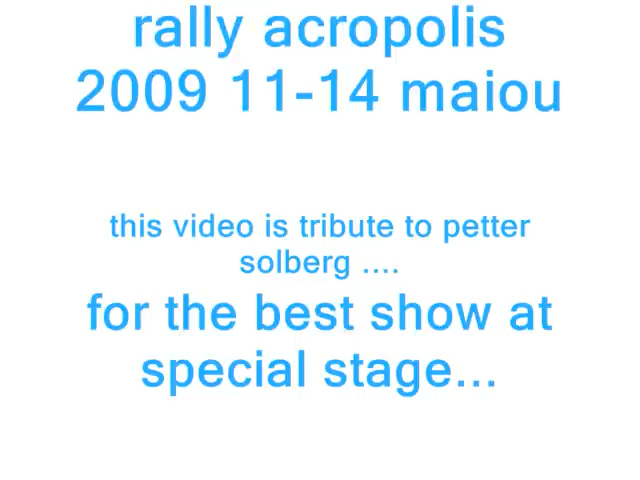 rally acropolis
2009 11-14 maiou
this video is tribute to petter
solberg ....
for the best show at
special stage...